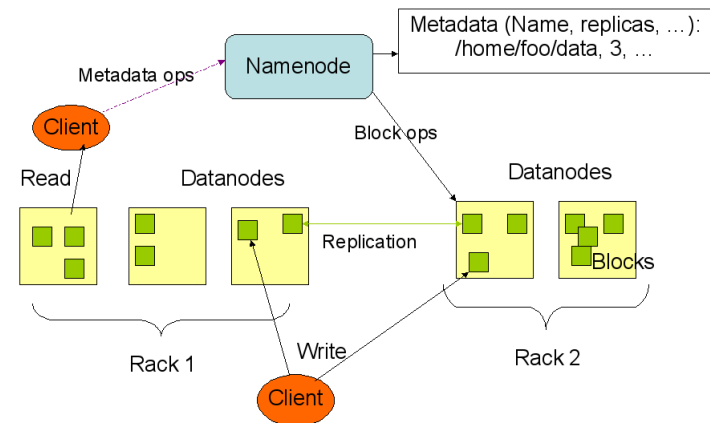 Metadata (Name, replicas, …):
/home/foo/data, 3, …
Namenode
Metadata ops
Client
Block ops
Read
Datanodes
Datanodes
Replication
Blocks
Rack 1
Write
Rack 2
Client